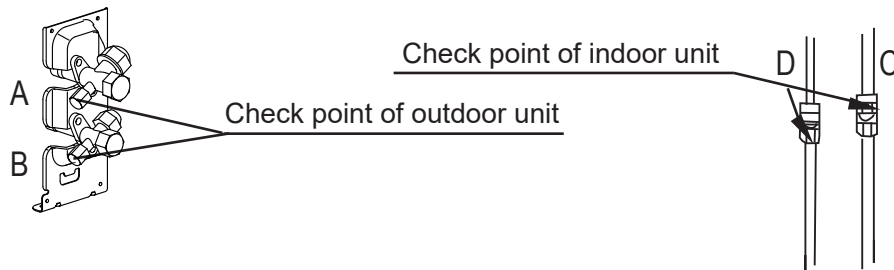 Check point of indoor unit
D
C
A
Check point of outdoor unit
B